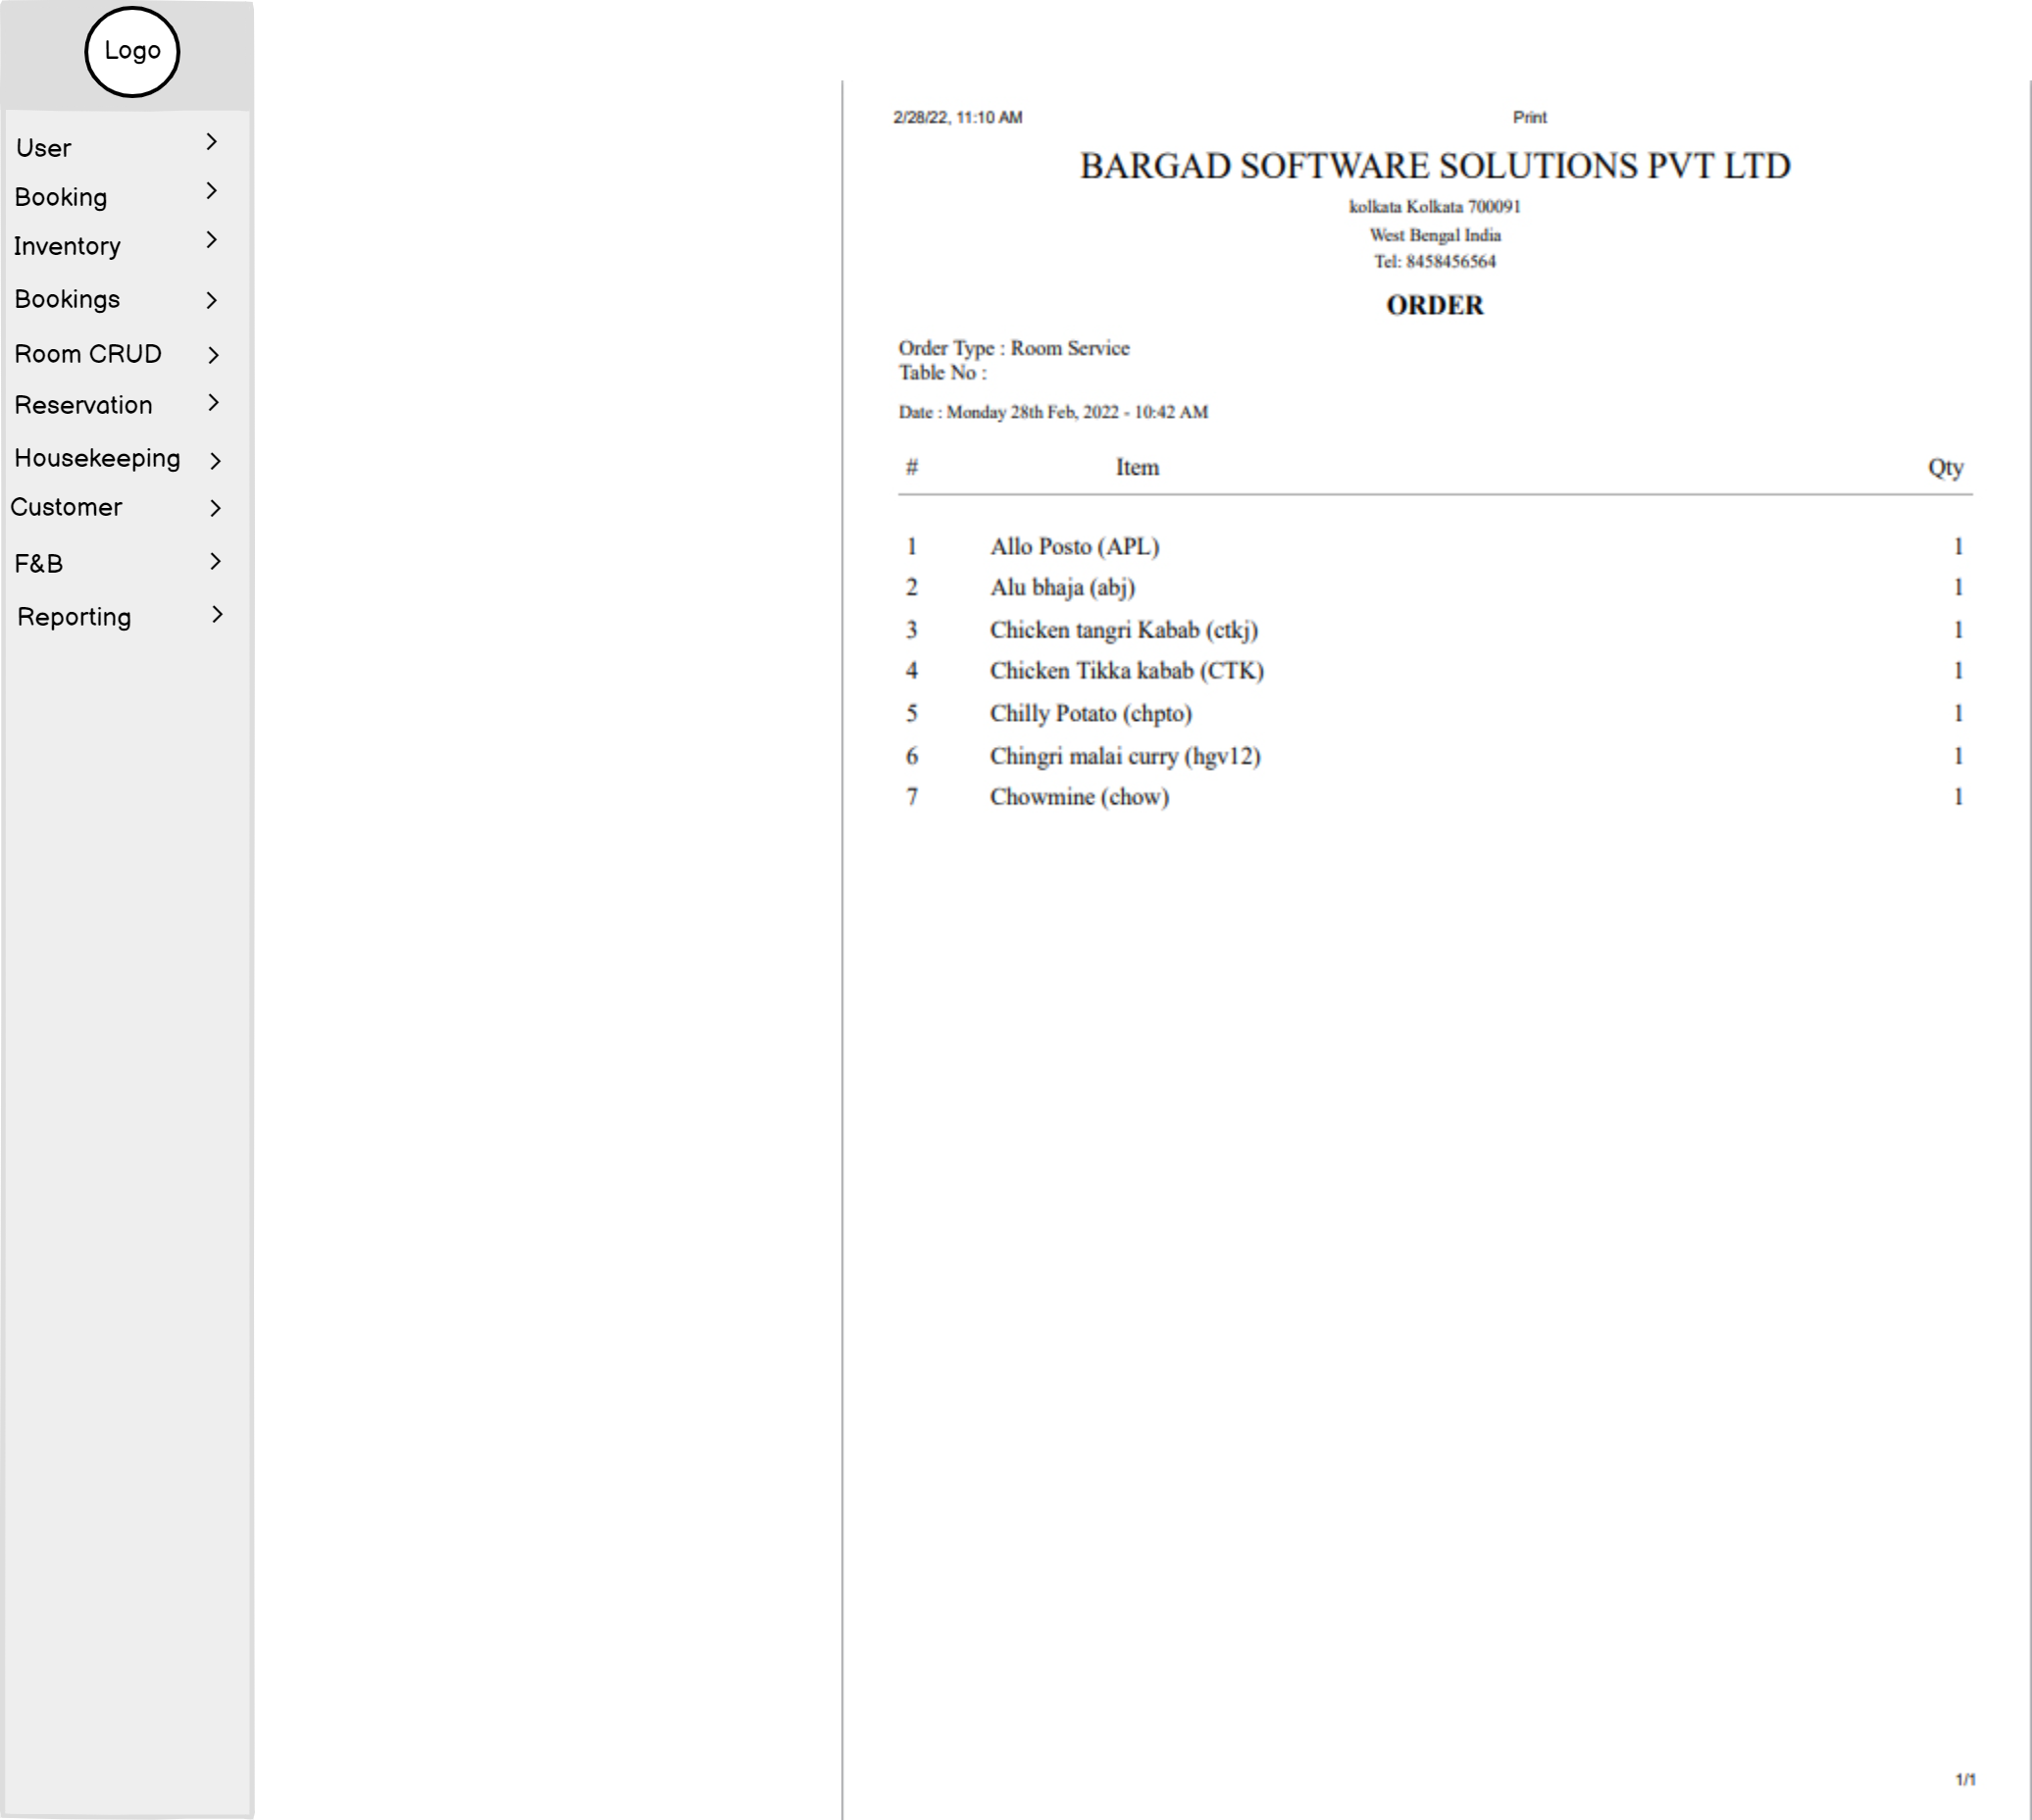 Logo
User
Booking
Inventory
Bookings
Room CRUD
Reservation
Housekeeping
Customer
F&B
Reporting
2/28/22, 11:10 AM Print
BARGAD SOFTWARE SOLUTIONS PVT LTD
kolkata Kolkata 700091
West Bengal India
Tel: 8458456564
ORDER
Order Type : Room Service
Table No :
Date : Monday 28th Feb, 2022 - 10:42 AM
# Item Qty
1 Allo Posto (APL) 1
2 Alu bhaja (abj) 1
3 Chicken tangri Kabab (ctkj) 1
4 Chicken Tikka kabab (CTK) 1
5 Chilly Potato (chpto) 1
6 Chingri malai curry (hgv12) 1
7 Chowmine (chow) 1
1/1